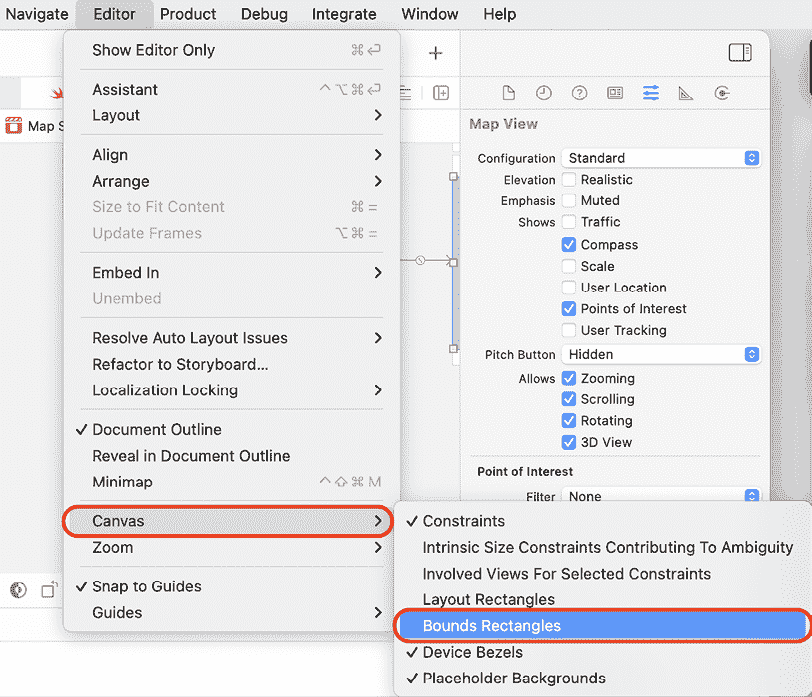 Navigate Editor Product Debug Integrate Window Help
Show Editor Only ⌘↩
Assistant ^⌥⌘↩
Layout
Align
Arrange
Size to Fit Content ⌘ =
Update Frames ⌥⌘ =
Embed In
Unembed
Resolve Auto Layout Issues
Refactor to Storyboard...
Localization Locking
Document Outline
Reveal in Document Outline
Minimap ^⇧⌘ M
Canvas
Zoom
Snap to Guides
Guides
Map S
Map View
Configuration Standard
Elevation Realistic
Emphasis Muted
Shows Traffic
Compass
Scale
User Location
Points of Interest
User Tracking
Pitch Button Hidden
Allows Zooming
Scrolling
Rotating
3D View
Point of Interest
Filter None
Constraints
Intrinsic Size Constraints Contributing To Ambiguity
Involved Views For Selected Constraints
Layout Rectangles
Bounds Rectangles
Device Bezels
Placeholder Backgrounds